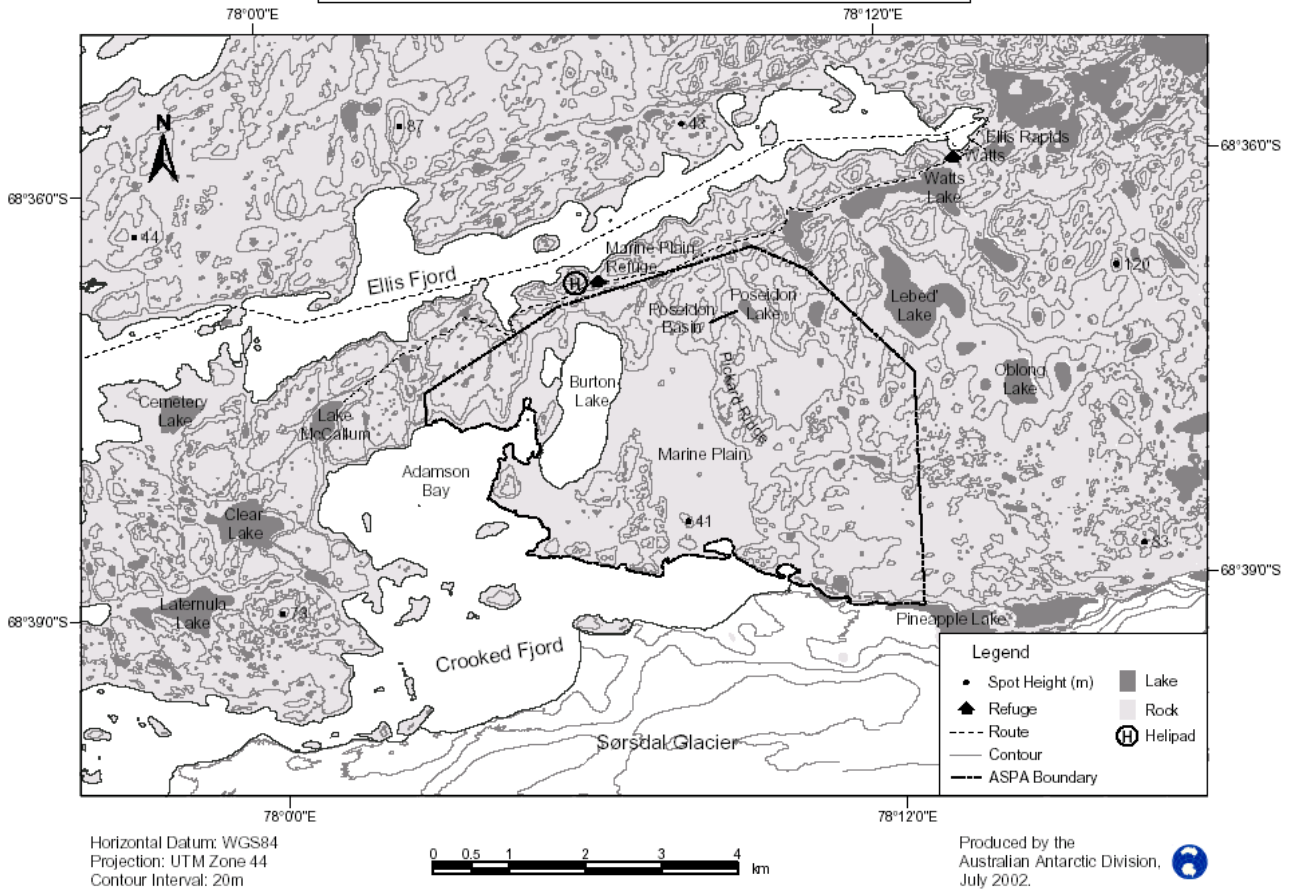 78°0'0"E
78°12'0"E
N
87
43
Ellis Rapids
Watts
68°36'0"S
Watts
Lake
68°36'0"S
44
Marine Plain
Refuge
120
Ellis Fjord
H
Lebed'
Lake
Poseidon
Lake
Poseidon
Basin
Pickard Ridge
Burton
Lake
Oblong
Lake
Cemetery
Lake
Lake
McCallum
Marine Plain
Adamson
Bay
Clear
Lake
41
83
68°39'0"S
Laternula
Lake
73
68°39'0"S
Pineapple Lake
Crooked Fjord
Sørsdal Glacier
Legend
Spot Height (m)
Lake
Refuge
Rock
Route
H Helipad
Contour
ASPA Boundary
78°0'0"E
78°12'0"E
Horizontal Datum: WGS84
Projection: UTM Zone 44
Contour Interval: 20m
0 0.5 1 2 3 4
km
Produced by the
Australian Antarctic Division,
July 2002.